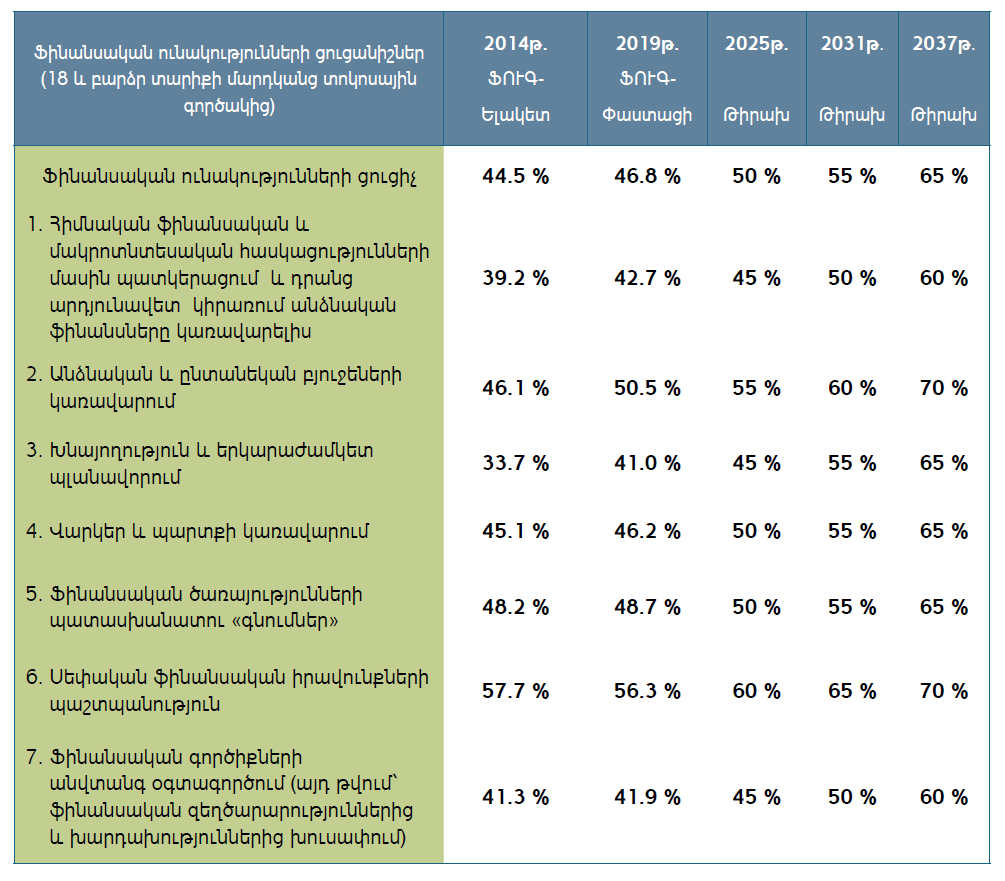 Ֆինանսական ունակությունների ցուցանիշներ
(18 և բարձր տարիքի մարդկանց տոկոսային
գործակից)
2014թ.
ՖՈՒԳ-
Ելակետ
2019թ.
ՖՈՒԳ-
Փաստացի
2025թ.
Թիրախ
2031թ.
Թիրախ
2037թ.
Թիրախ
Ֆինանսական ունակությունների ցուցիչ 44.5 % 46.8 % 50 % 55 % 65 %
1. Հիմնական ֆինանսական և
մակրոտնտեսական հասկացությունների
մասին պատկերացում և դրանց
արդյունավետ կիրառում անձնական
ֆինանսները կառավարելիս
39.2 % 42.7 % 45 % 50 % 60 %
2. Անձնական և ընտանեկան բյուջեների
կառավարում
46.1 % 50.5 % 55 % 60 % 70 %
3. Խնայողություն և երկարաժամկետ
պլանավորում
33.7 % 41.0 % 45 % 55 % 65 %
4. Վարկեր և պարտքի կառավարում 45.1 % 46.2 % 50 % 55 % 65 %
5. Ֆինանսական ծառայությունների
պատասխանատու «գնումներ»
48.2 % 48.7 % 50 % 55 % 65 %
6. Սեփական ֆինանսական իրավունքների
պաշտպանություն
57.7 % 56.3 % 60 % 65 % 70 %
7. Ֆինանսական գործիքների
անվտանգ օգտագործում (այդ թվում՝
ֆինանսական զեղծարարություններից
և խարդախություններից խուսափում)
41.3 % 41.9 % 45 % 50 % 60 %